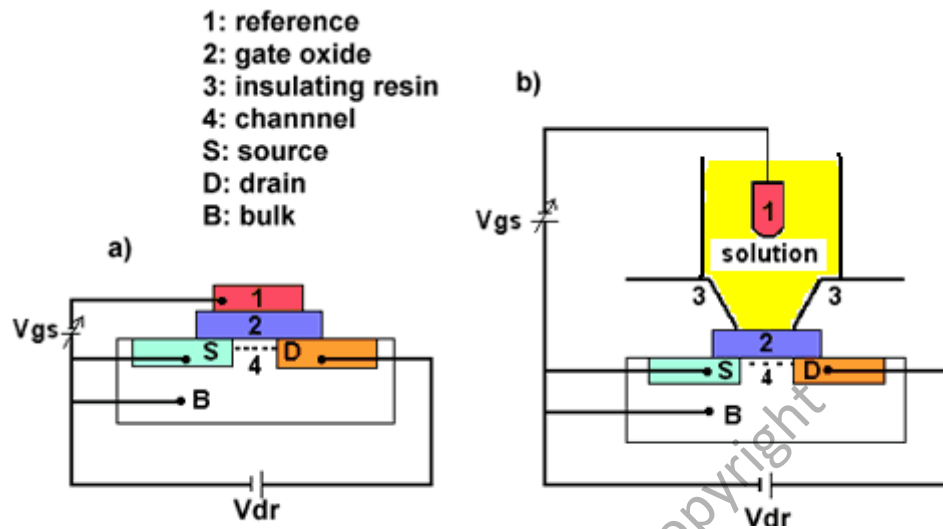 1: reference
2: gate oxide
3: insulating resin
4: channnel
S: source
D: drain
B: bulk
a)
Vgs
1
2
S
D
4
B
Vdr
b)
Vgs
1
solution
3
3
2
S
D
4
B
Vdr
opyright